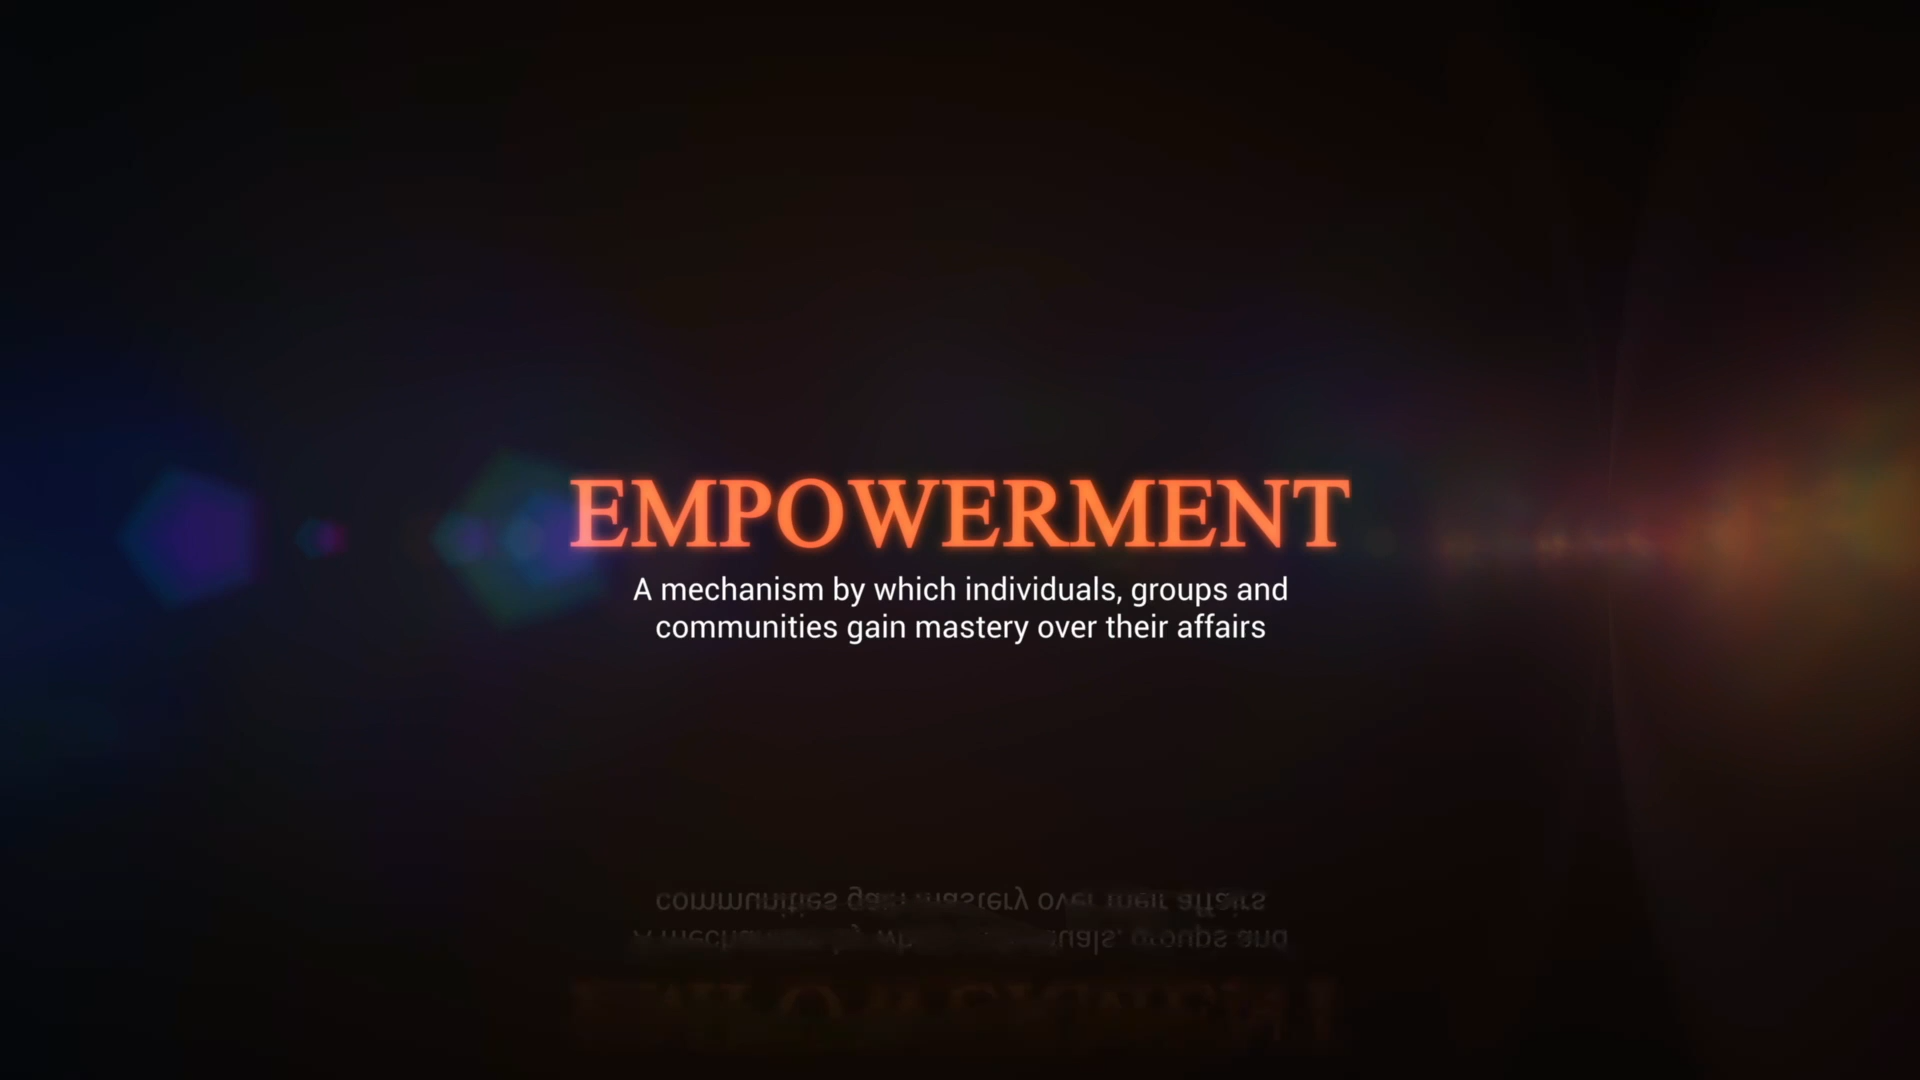 EMPOWERMENT
A mechanism by which individuals, groups and
communities gain mastery over their affairs